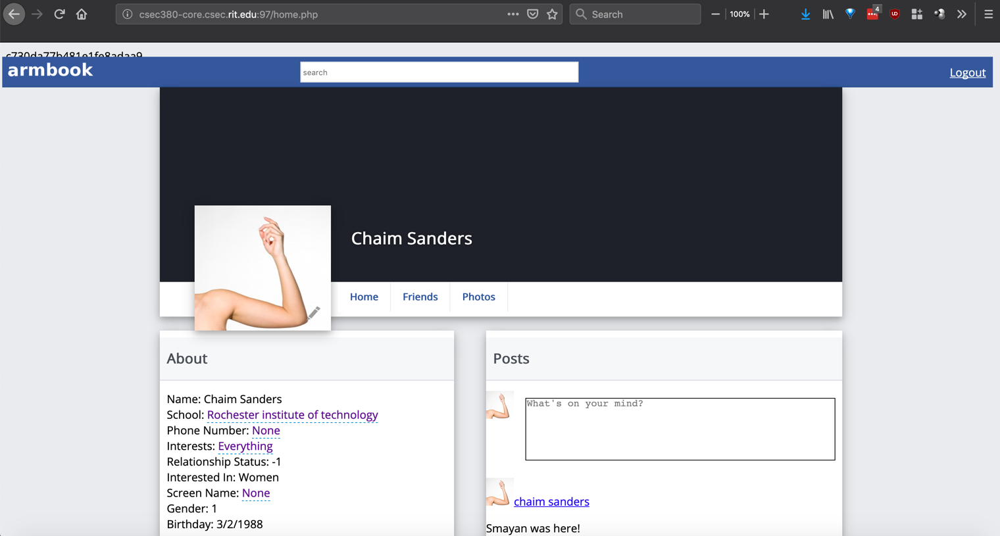 csec380-core.csec.rit.edu:97/home.php
Search
100%
4
c730da77b481e1fe8adaa9
armbook
search
Logout
Chaim Sanders
Home
Friends
Photos
About
Name: Chaim Sanders
School: Rochester institute of technology
Phone Number: None
Interests: Everything
Relationship Status: -1
Interested In: Women
Screen Name: None
Gender: 1
Birthday: 3/2/1988
Posts
What's on your mind?
chaim sanders
Smayan was here!